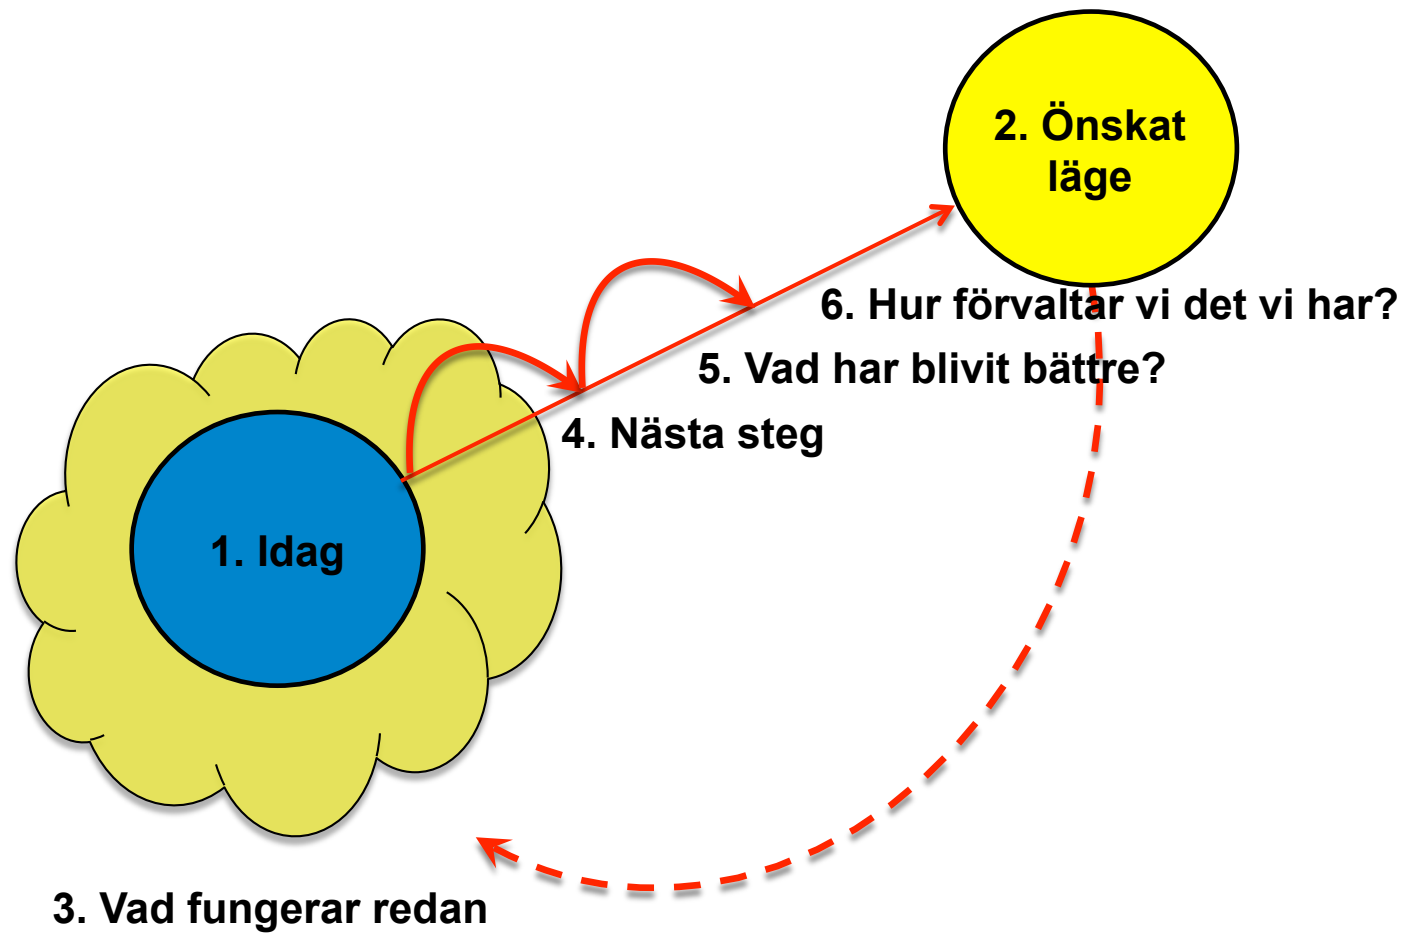 2. Önskat
läge
6. Hur förvaltar vi det vi har?
5. Vad har blivit bättre?
4. Nästa steg
1. Idag
3. Vad fungerar redan